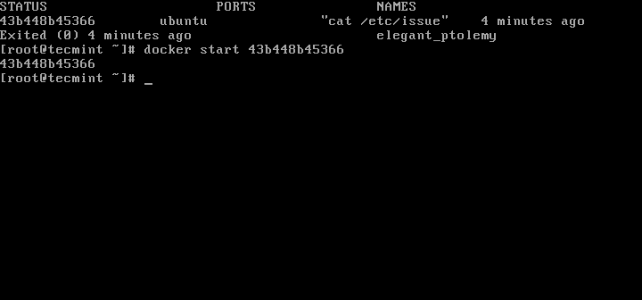 STATUS PORTS NAMES
43b448b45366 ubuntu "cat /etc/issue" 4 minutes ago
Exited (0) 4 minutes ago elegant_ptolemy
[root@tecmint ~]# docker start 43b448b45366
43b448b45366
[root@tecmint ~]# _